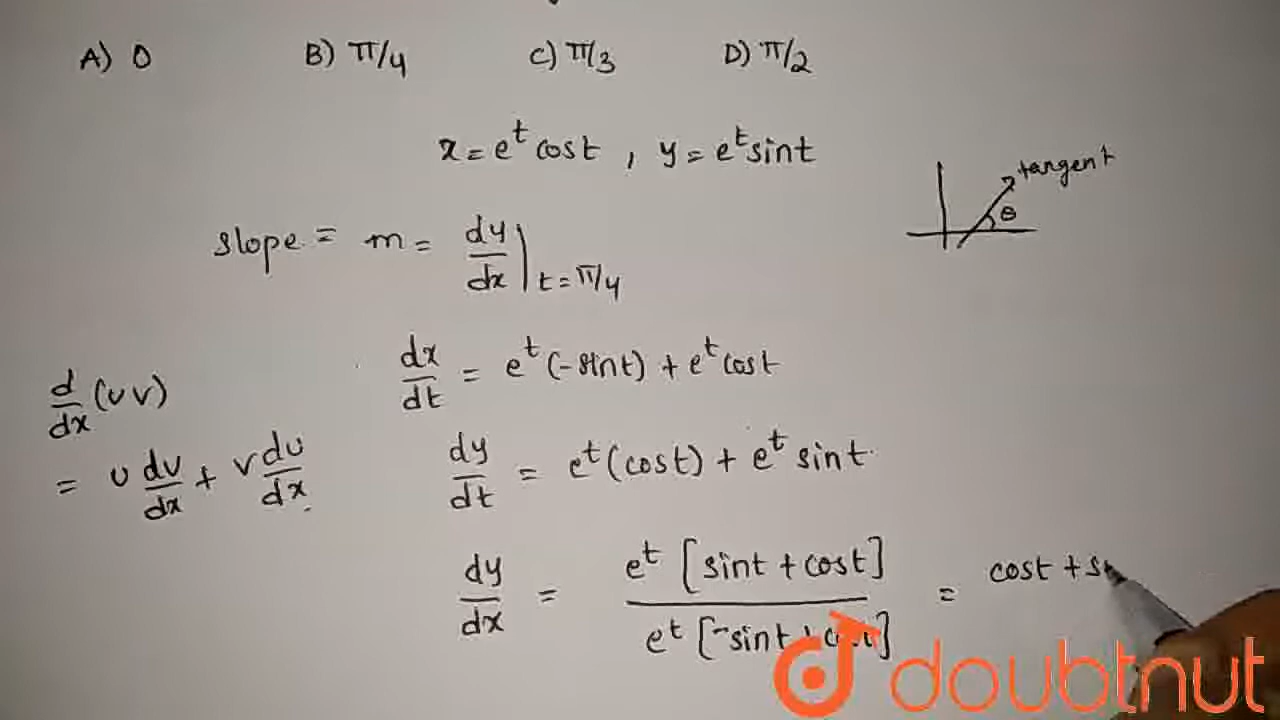 A) 0 B) π/4 C) π/3 D) π/2
x = e^t cost , y = e^t sint
tangent
θ
slope = m = dy/dx | t = π/4
dx/dt = e^t (-sint) + e^t cost
d/dx (uv)
= u dv/dx + v du/dx
dy/dt = e^t (cost) + e^t sint
dy/dx = e^t [sint + cost] / e^t [-sint + cost] = cost + s
doubtnut